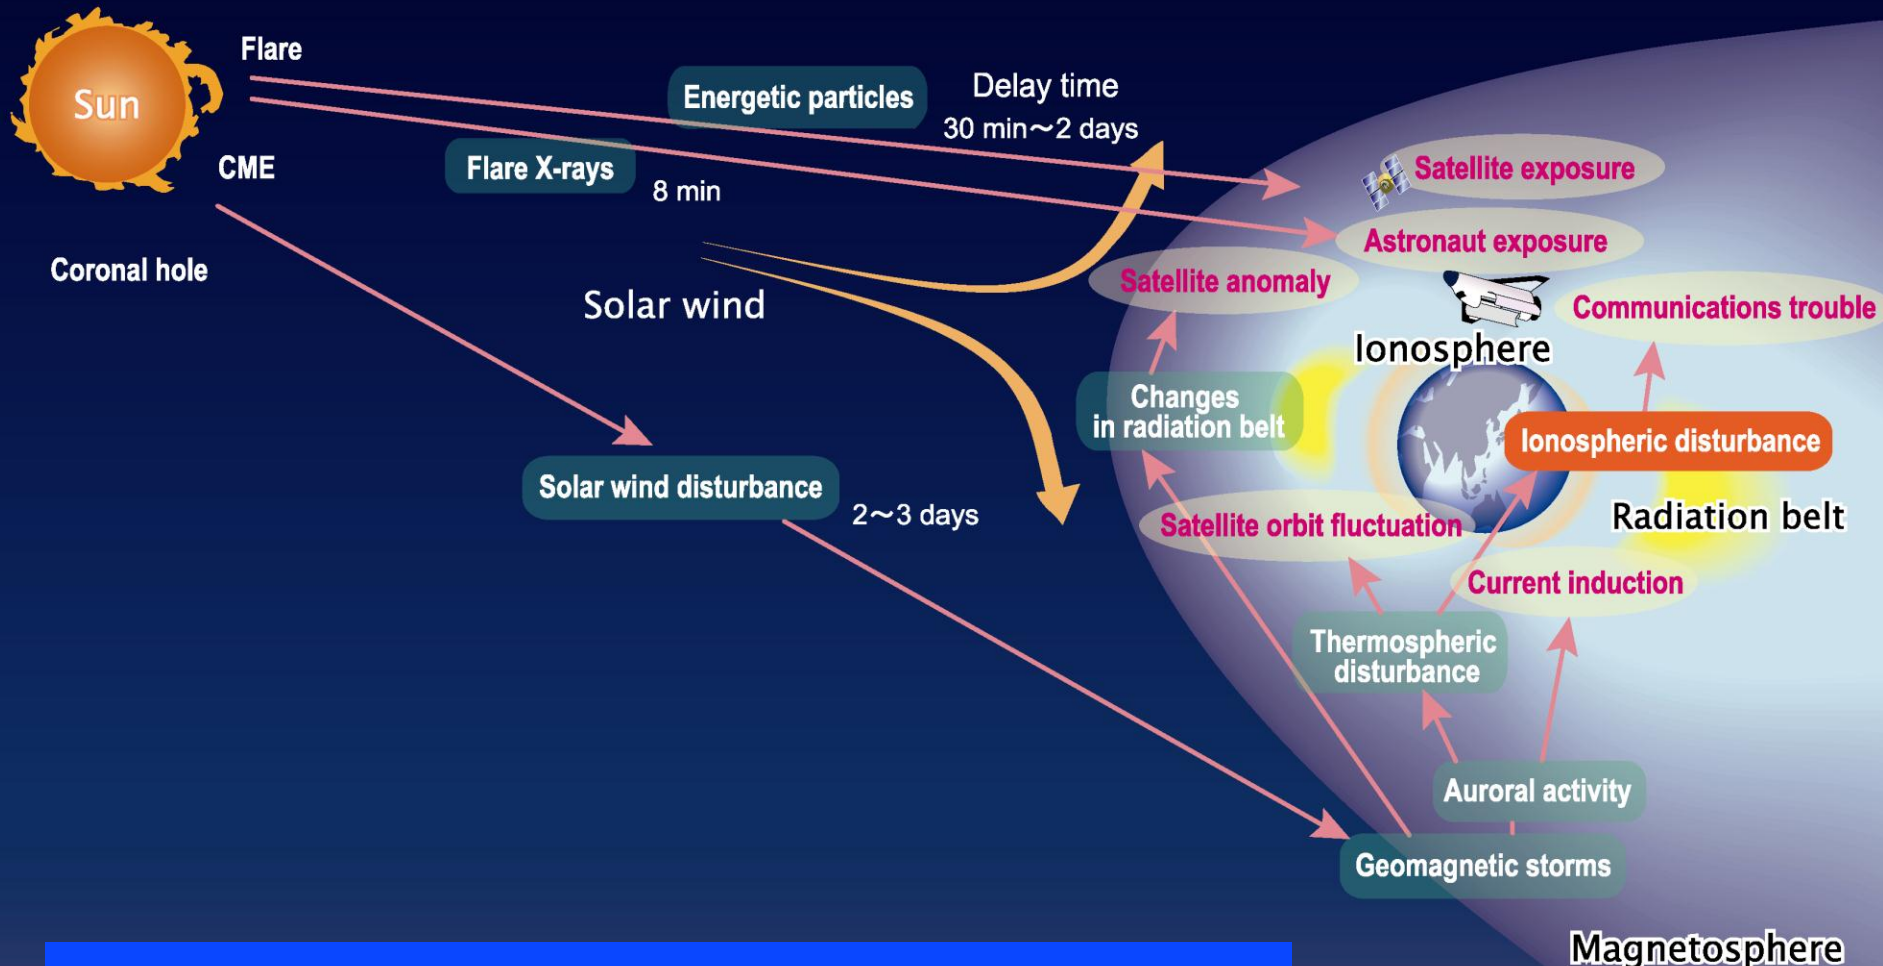 Flare
Sun
Energetic particles
Delay time
30 min～2 days
CME
Flare X-rays
8 min
Satellite exposure
Astronaut exposure
Coronal hole
Satellite anomaly
Solar wind
Communications trouble
Ionosphere
Changes
in radiation belt
Ionospheric disturbance
Solar wind disturbance
2～3 days
Satellite orbit fluctuation
Radiation belt
Current induction
Thermospheric
disturbance
Auroral activity
Geomagnetic storms
Magnetosphere